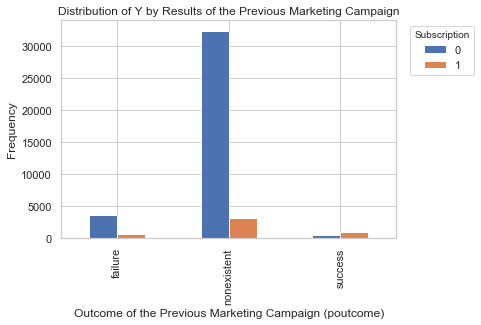 Distribution of Y by Results of the Previous Marketing Campaign
Subscription
0
1
30000
25000
20000
15000
10000
5000
0
Frequency
failure
nonexistent
success
Outcome of the Previous Marketing Campaign (poutcome)